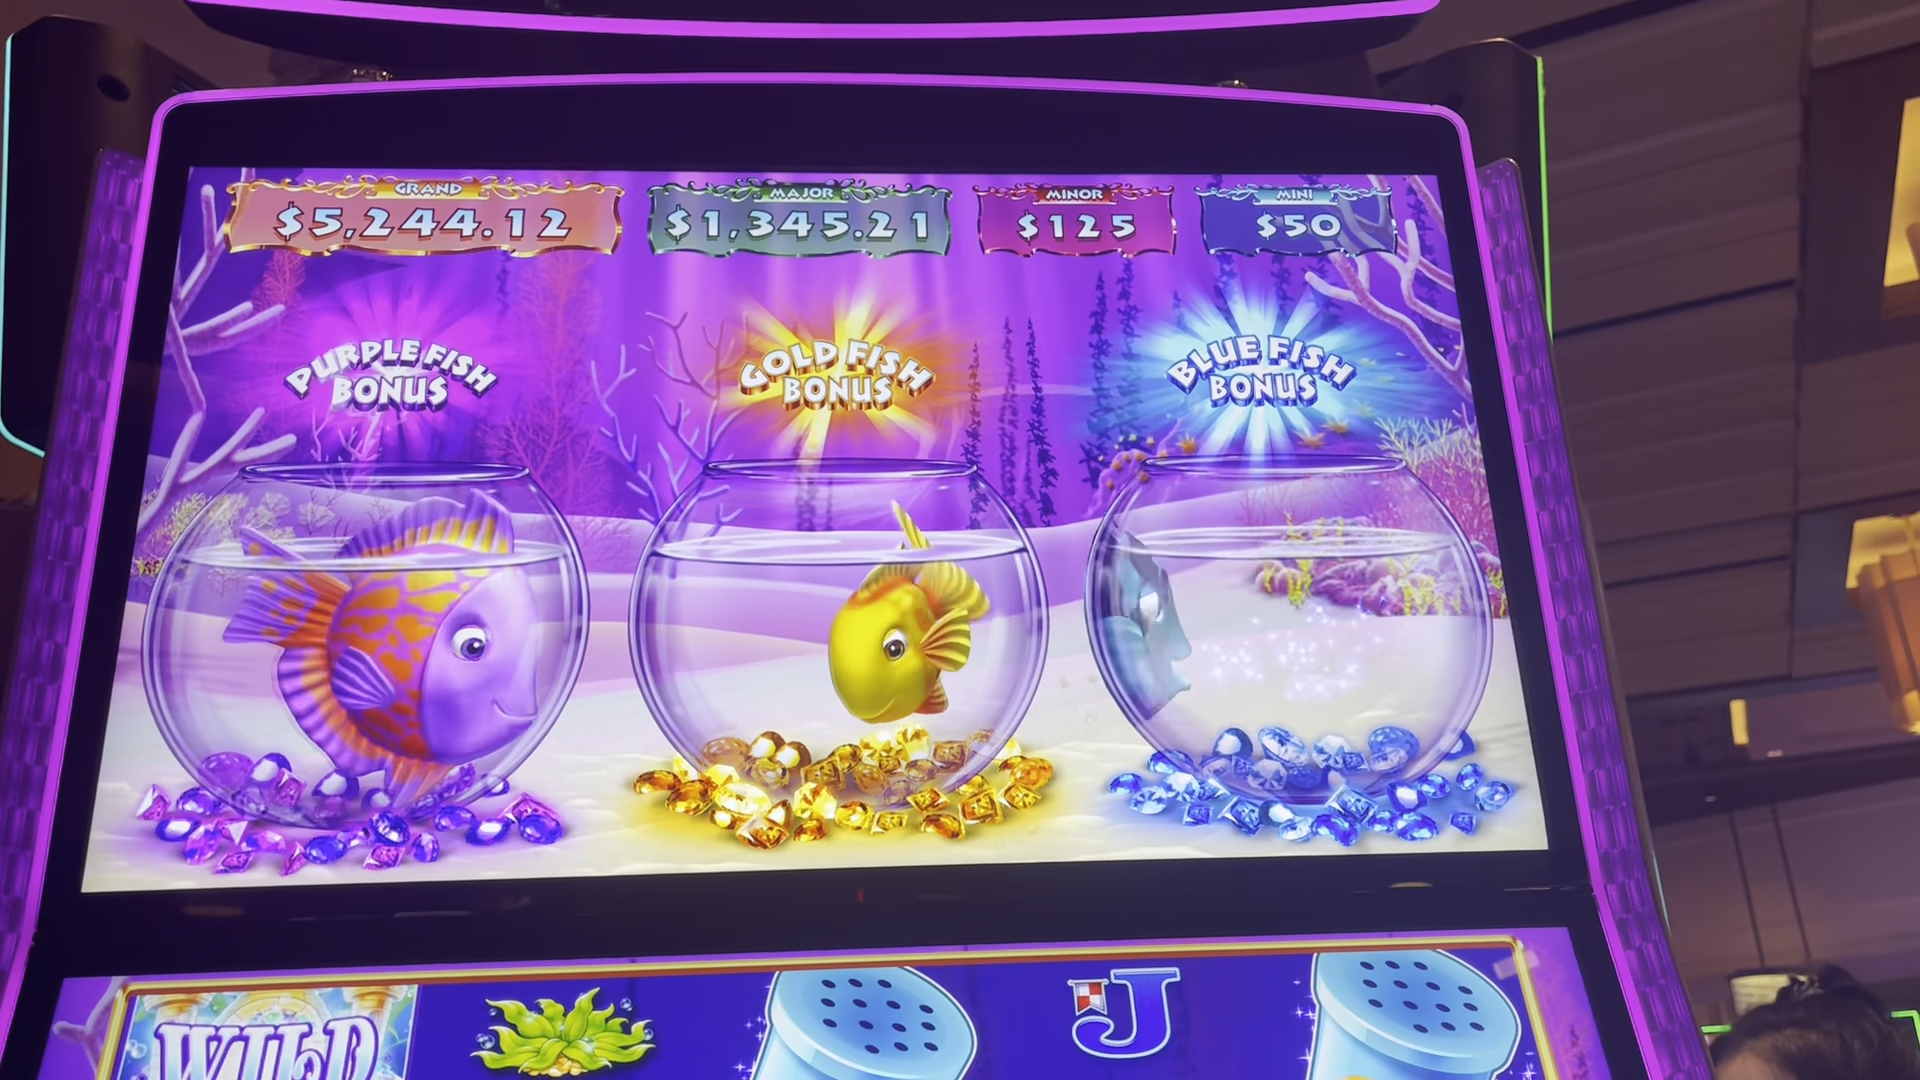 GRAND
$5,244.12
MAJOR
$1,345.21
MINOR
$125
MINI
$50
PURPLE FISH
BONUS
GOLD FISH
BONUS
BLUE FISH
BONUS
WILD
J